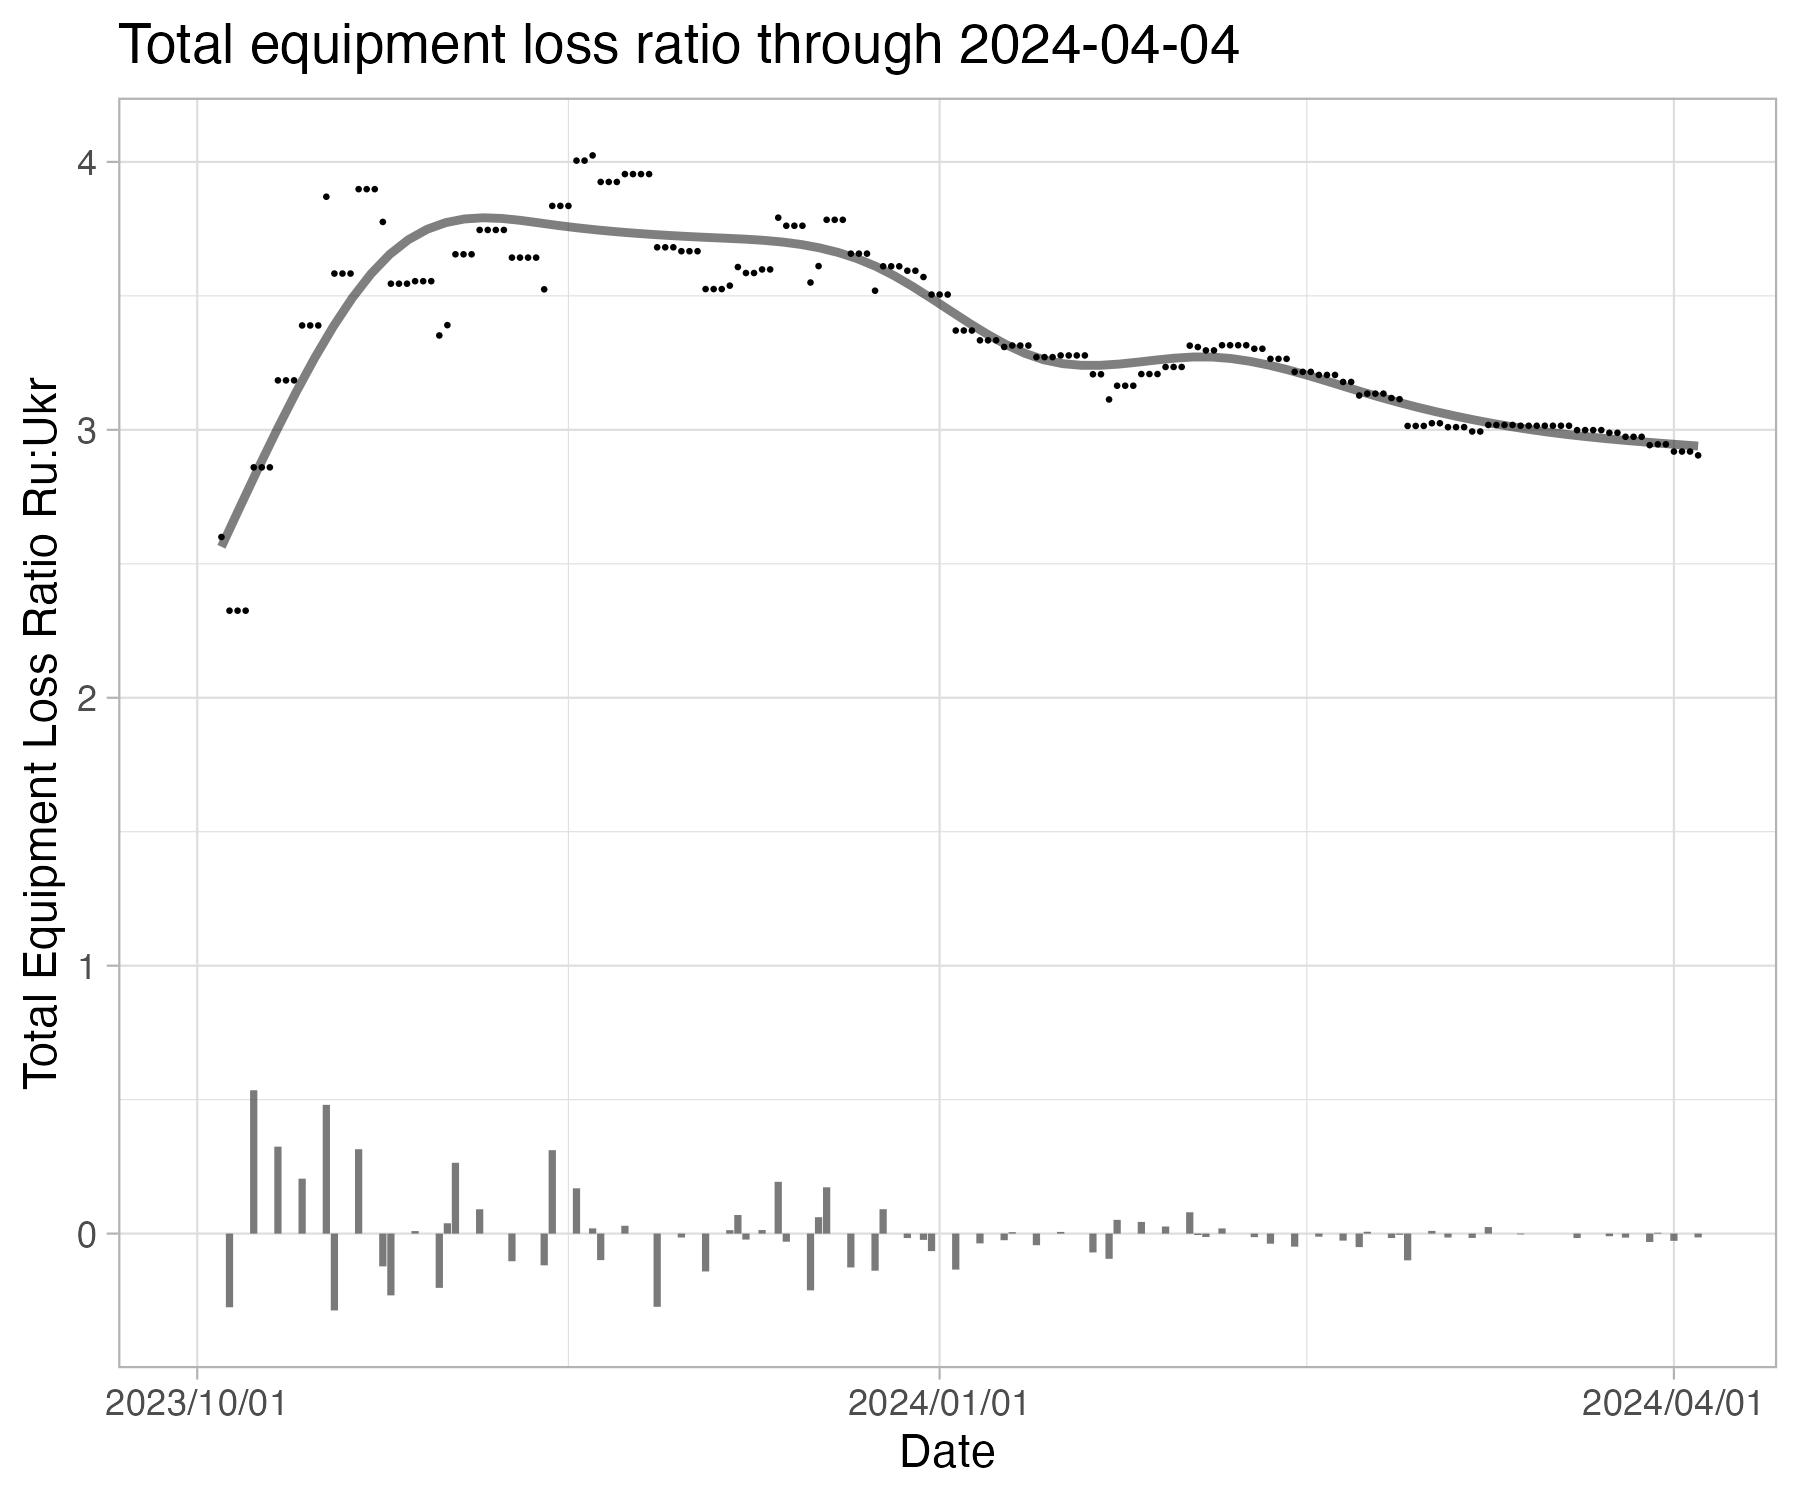 Total equipment loss ratio through 2024-04-04
Total Equipment Loss Ratio Ru:Ukr
4
3
2
1
0
2023/10/01
2024/01/01
2024/04/01
Date